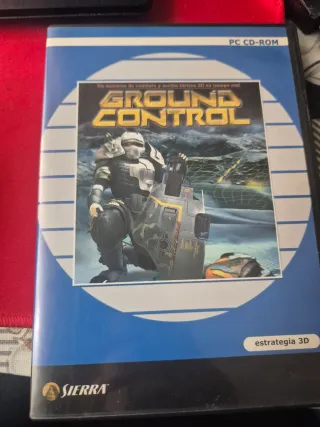 PC CD-ROM
GROUND
CONTROL
estrategia 3D
SIERRA